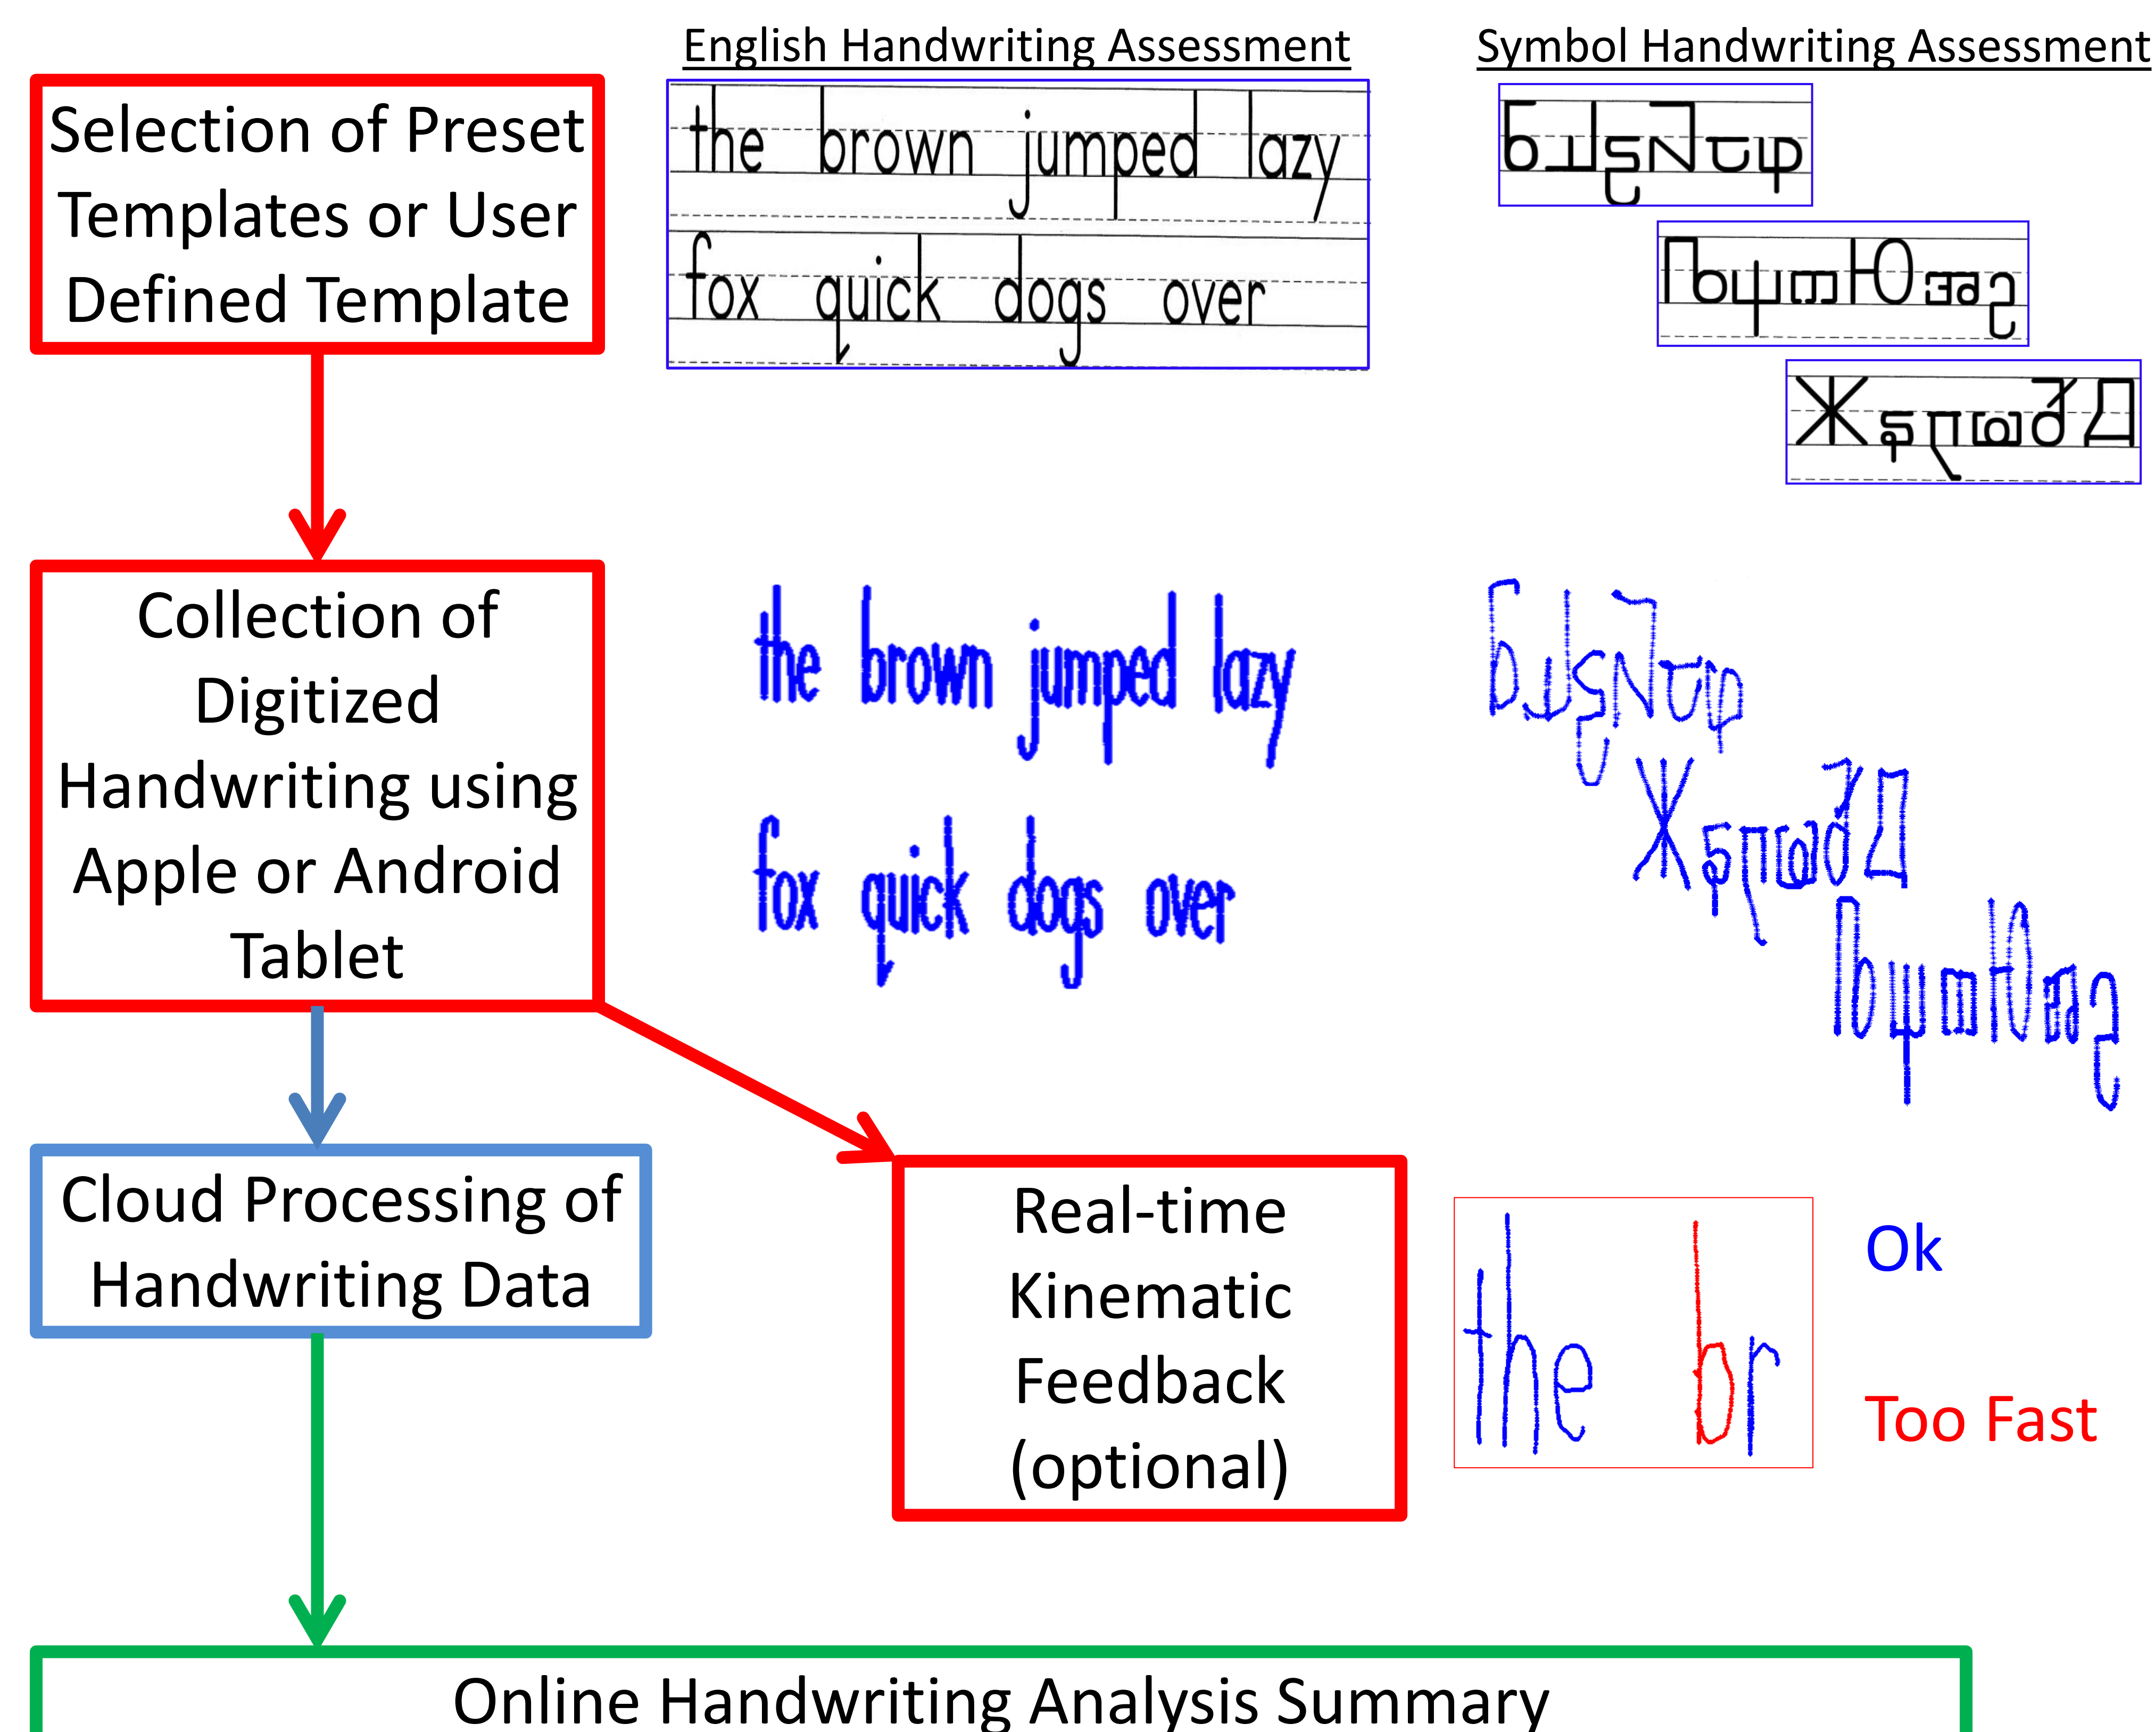 English Handwriting Assessment
Symbol Handwriting Assessment
Selection of Preset
Templates or User
Defined Template
the brown jumped lazy
fox quick dogs over
Collection of
Digitized
Handwriting using
Apple or Android
Tablet
the brown jumped lazy
fox quick dogs over
Cloud Processing of
Handwriting Data
Real-time
Kinematic
Feedback
(optional)
the br
Ok
Too Fast
Online Handwriting Analysis Summary